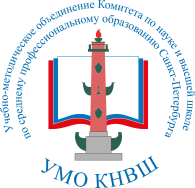 Учебно-методическое объединение Комитета по науке и высшей школе
по среднему профессиональному образованию Санкт-Петербурга
УМО КНВШ